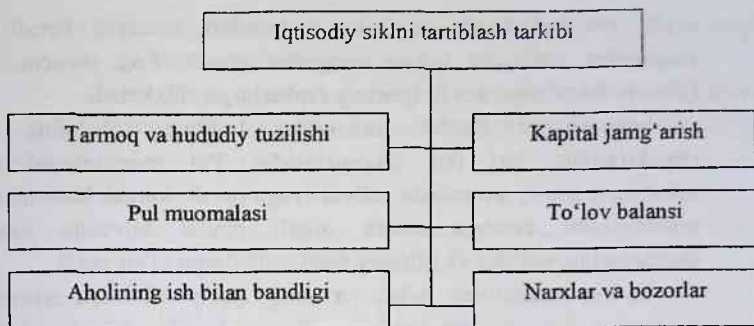 Iqtisodiy siklni tartiblash tarkibi
Tarmoq va hududiy tuzilishi
Kapital jamg‘arish
Pul muomalasi
To‘lov balansi
Aholining ish bilan bandligi
Narxlar va bozorlar